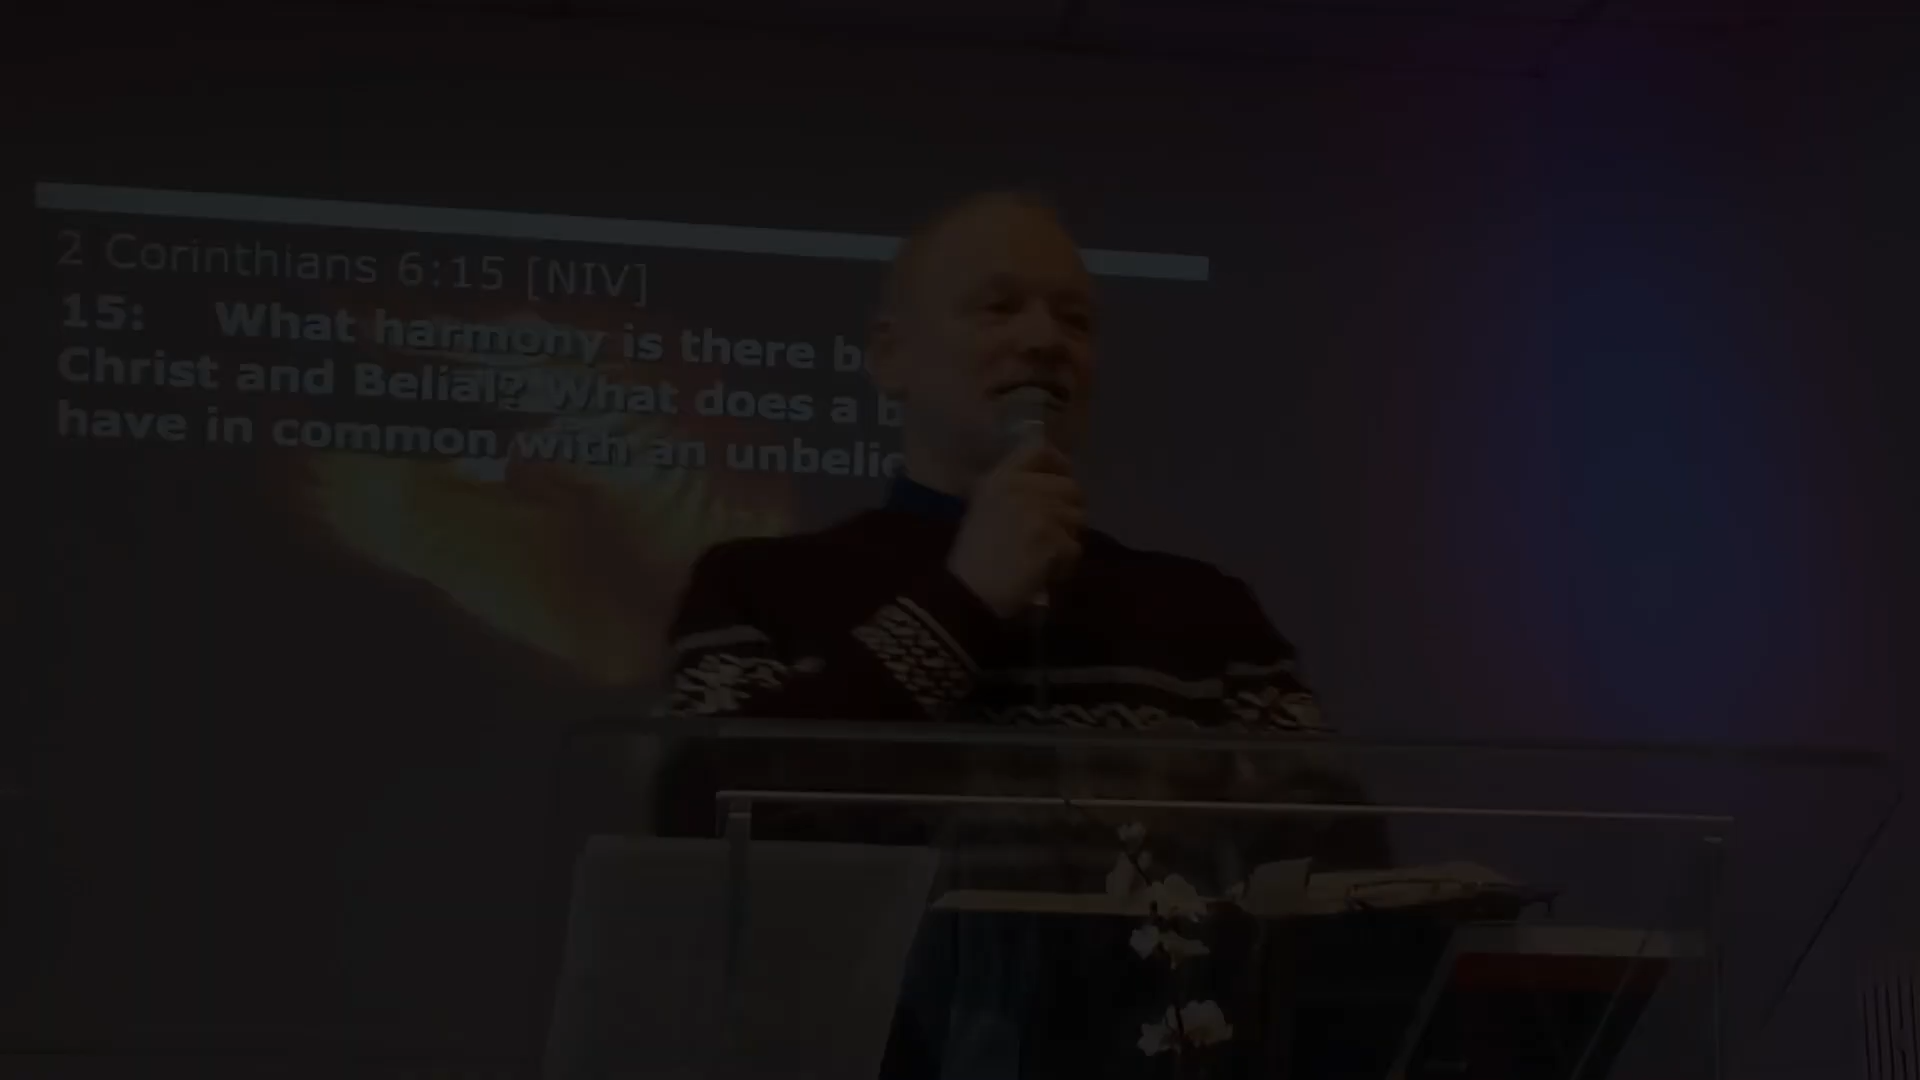 2 Corinthians 6:15 [NIV]
15: What harmony is there
Christ and Belial? What does a
have in common with an